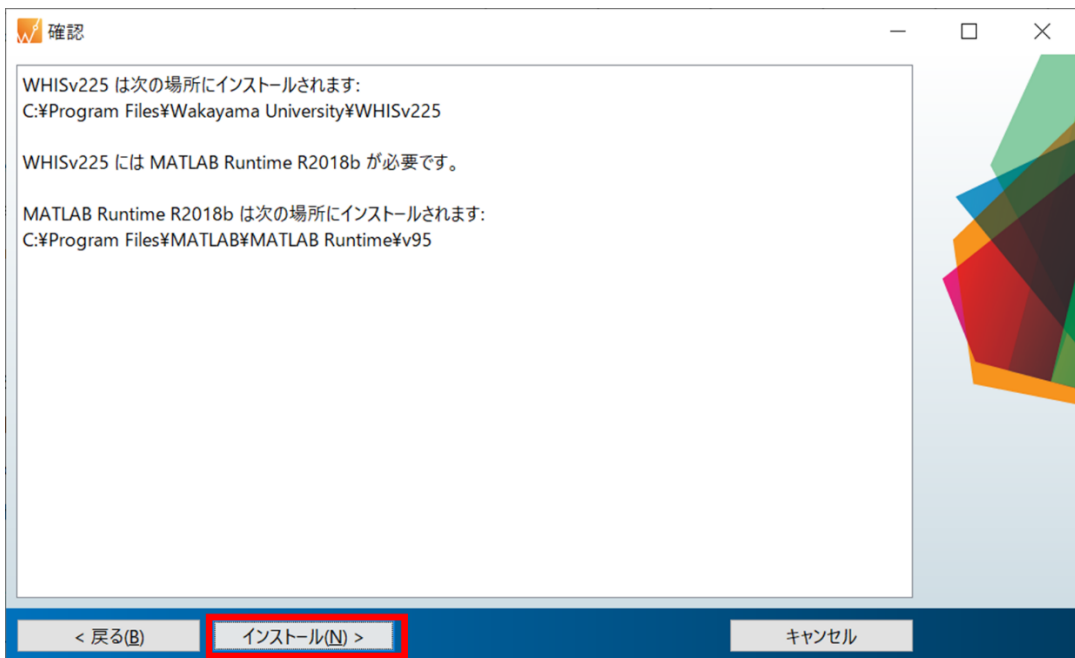 確認
WHISv225 は次の場所にインストールされます:
C:¥Program Files¥Wakayama University¥WHISv225
WHISv225 には MATLAB Runtime R2018b が必要です。
MATLAB Runtime R2018b は次の場所にインストールされます:
C:¥Program Files¥MATLAB¥MATLAB Runtime¥v95
< 戻る(B)
インストール(N) >
キャンセル